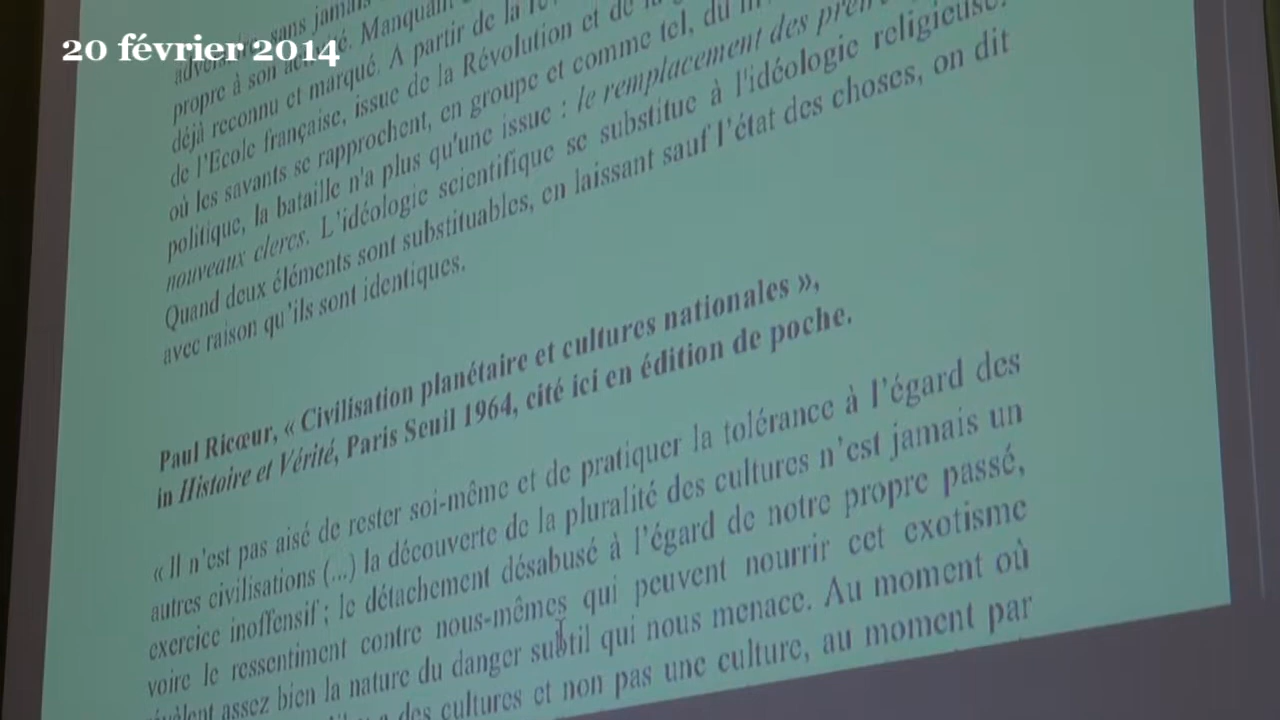 20 février 2014
sans jamais
propre à son Manquant
déjà reconnu et marqué. A partir de la
de l'Ecole française, issue de la Révolution et de la
où les savants se rapprochent, en groupe et comme tel, du
politique, la bataille n'a plus qu'une issue : le remplacement des
nouveaux clercs. L'idéologie scientifique se substitue à l'idéologie religieuse.
Quand deux éléments sont substituables, en laissant sauf l'état des choses, on dit
avec raison qu'ils sont identiques.
Paul Ricœur, « Civilisation planétaire et cultures nationales »,
in Histoire et Vérité, Paris Seuil 1964, cité ici en édition de poche.
« Il n'est pas aisé de rester soi-même et de pratiquer la tolérance à l'égard des
autres civilisations (...) la découverte de la pluralité des cultures n'est jamais un
exercice inoffensif ; le détachement désabusé à l'égard de notre propre passé,
voire le ressentiment contre nous-mêmes qui peuvent nourrir cet exotisme
assez bien la nature du danger subtil qui nous menace. Au moment où
des cultures et non pas une culture, au moment par